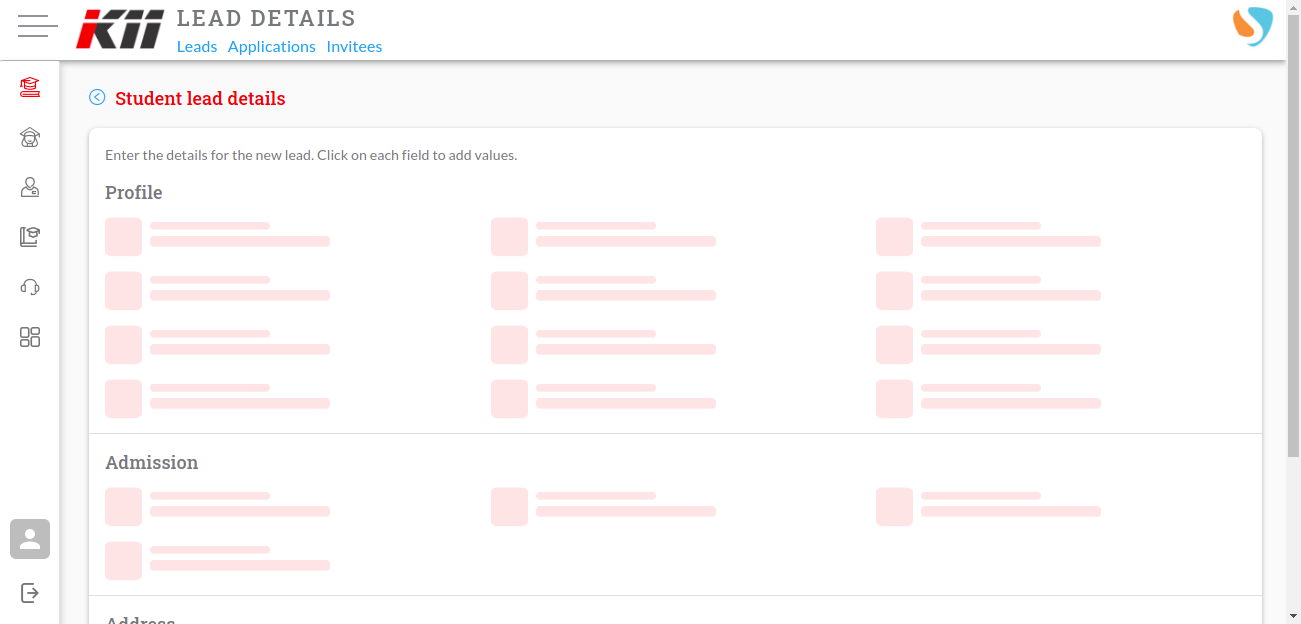 KII
LEAD DETAILS
Leads Applications Invitees
Student lead details
Enter the details for the new lead. Click on each field to add values.
Profile
Admission
Address